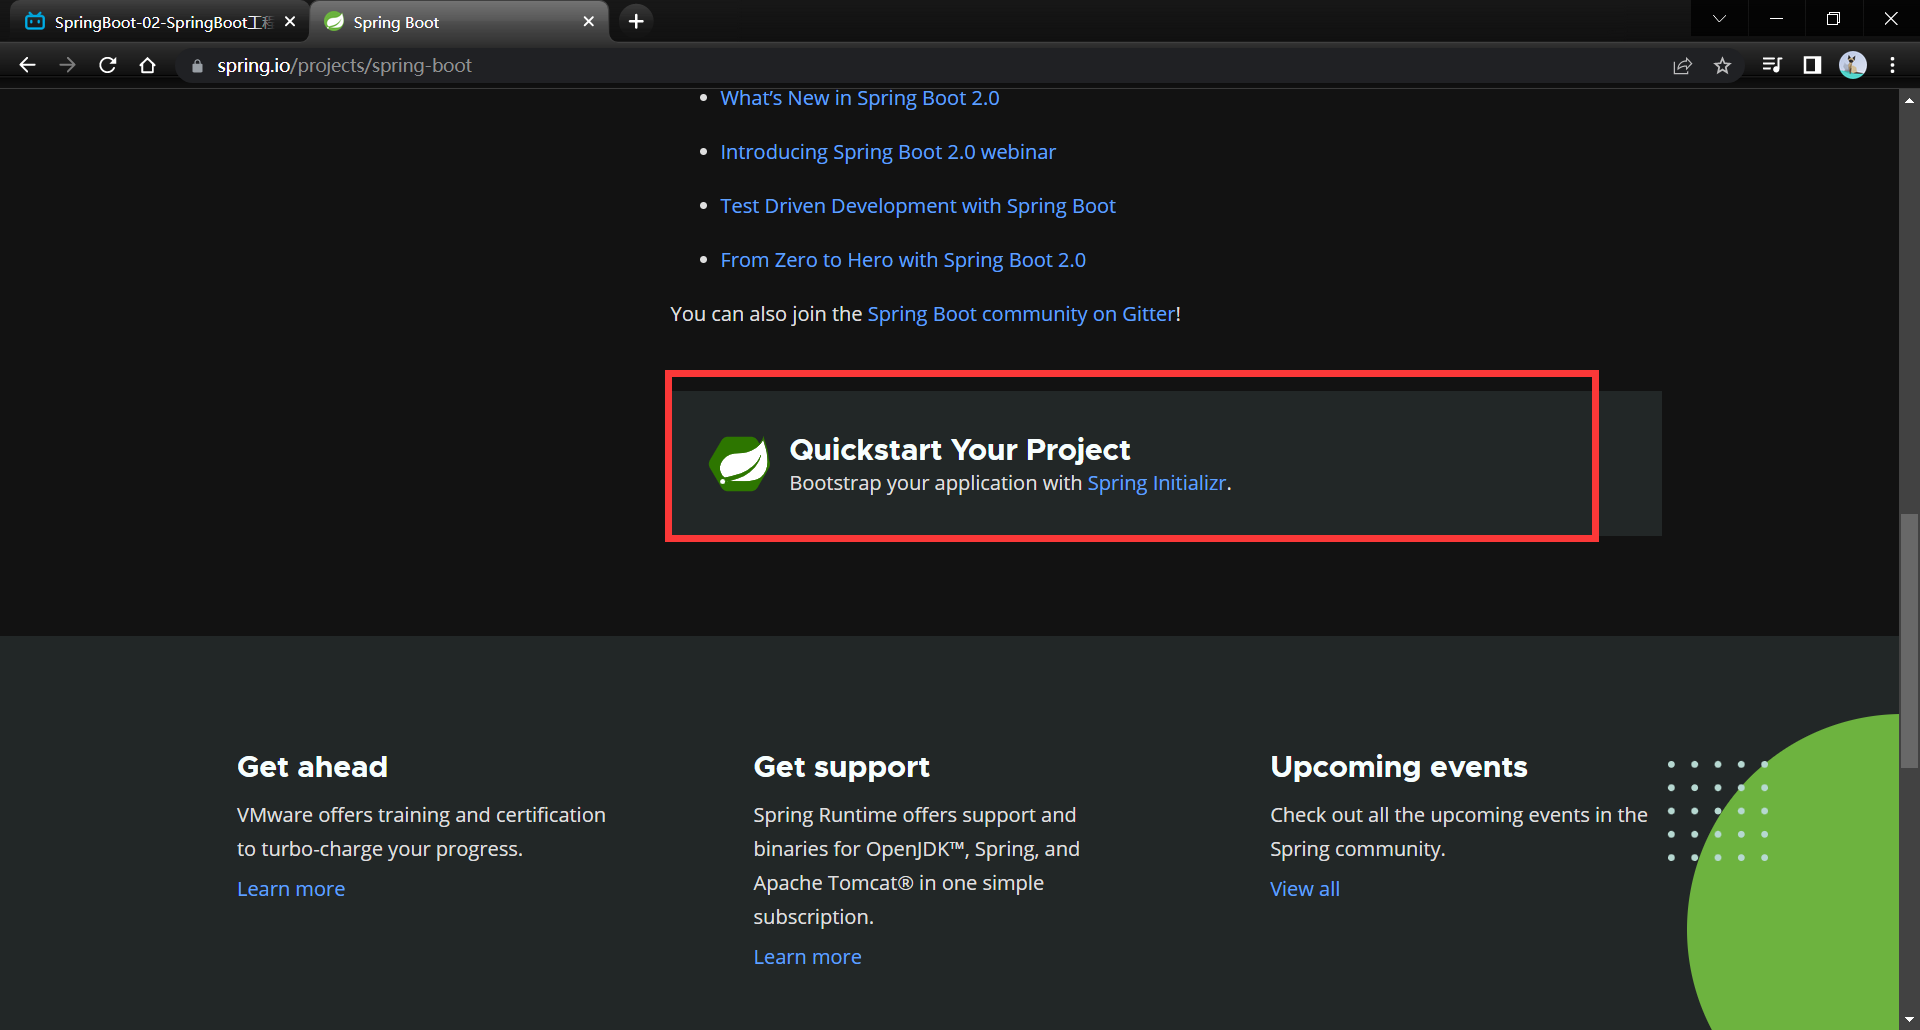 SpringBoot-02-SpringBoot工程
Spring Boot
spring.io/projects/spring-boot
What’s New in Spring Boot 2.0
Introducing Spring Boot 2.0 webinar
Test Driven Development with Spring Boot
From Zero to Hero with Spring Boot 2.0
You can also join the Spring Boot community on Gitter!
Quickstart Your Project
Bootstrap your application with Spring Initializr.
Get ahead
VMware offers training and certification
to turbo-charge your progress.
Learn more
Get support
Spring Runtime offers support and
binaries for OpenJDK™, Spring, and
Apache Tomcat® in one simple
subscription.
Learn more
Upcoming events
Check out all the upcoming events in the
Spring community.
View all